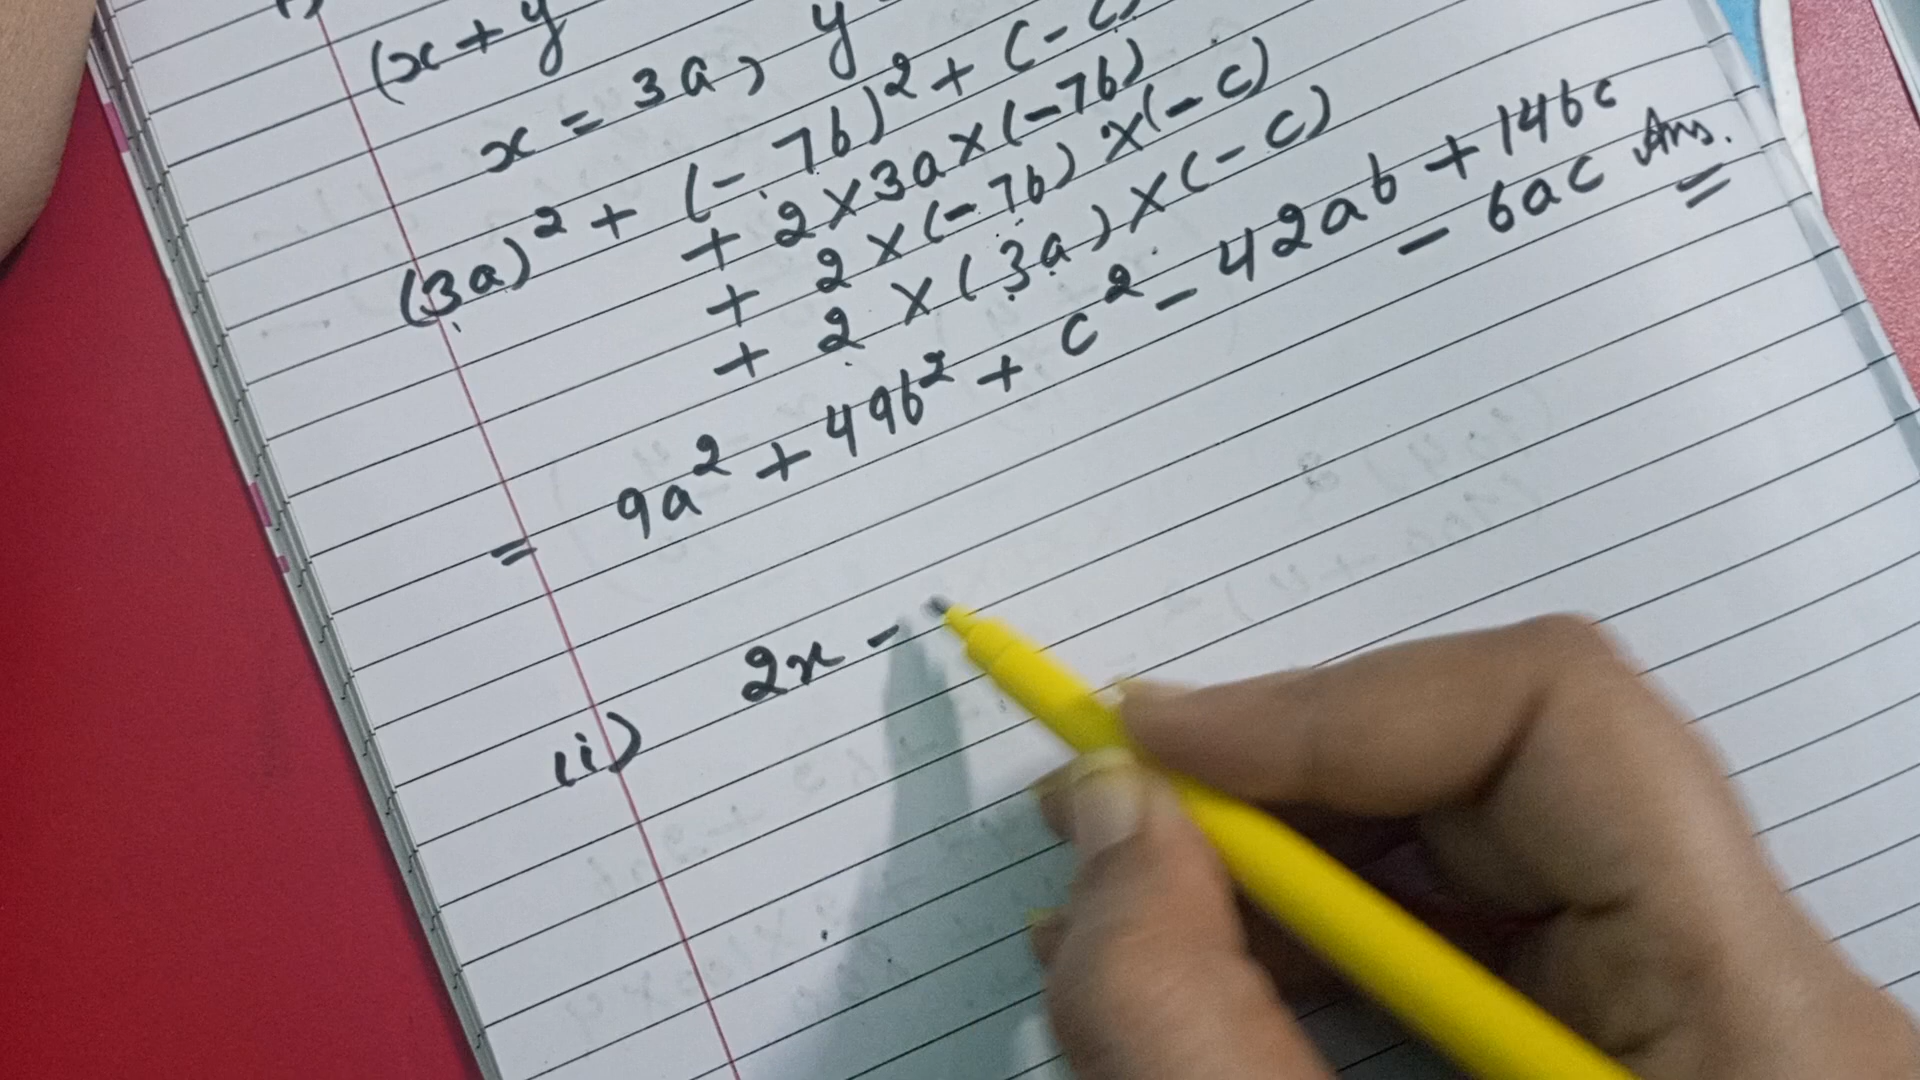 (x + y
x = 3a, y
(3a)² + (-7b)² + (-c)
+ 2 × 3a × (-7b)
+ 2 × (-7b) × (-c)
+ 2 × (3a) × (-c)
= 9a² + 49b² + c² - 42ab + 14bc
- 6ac Ans.
(i) 2x -